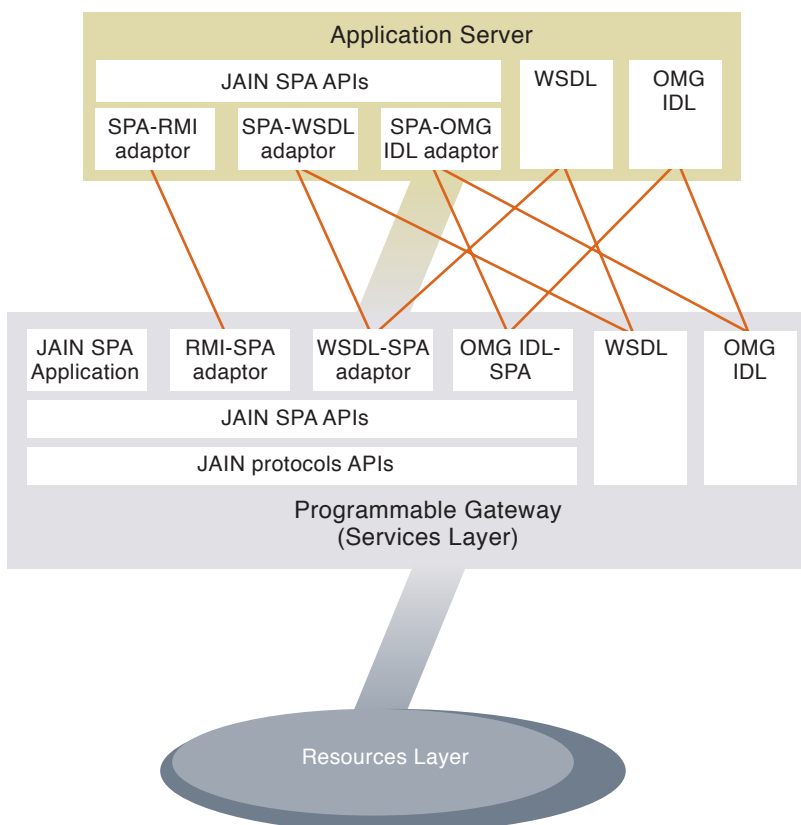 Application Server
JAIN SPA APIs
WSDL
OMG
IDL
SPA-RMI
adaptor
SPA-WSDL
adaptor
SPA-OMG
IDL adaptor
JAIN SPA
Application
RMI-SPA
adaptor
WSDL-SPA
adaptor
OMG IDL-
SPA
WSDL
OMG
IDL
JAIN SPA APIs
JAIN protocols APIs
Programmable Gateway
(Services Layer)
Resources Layer